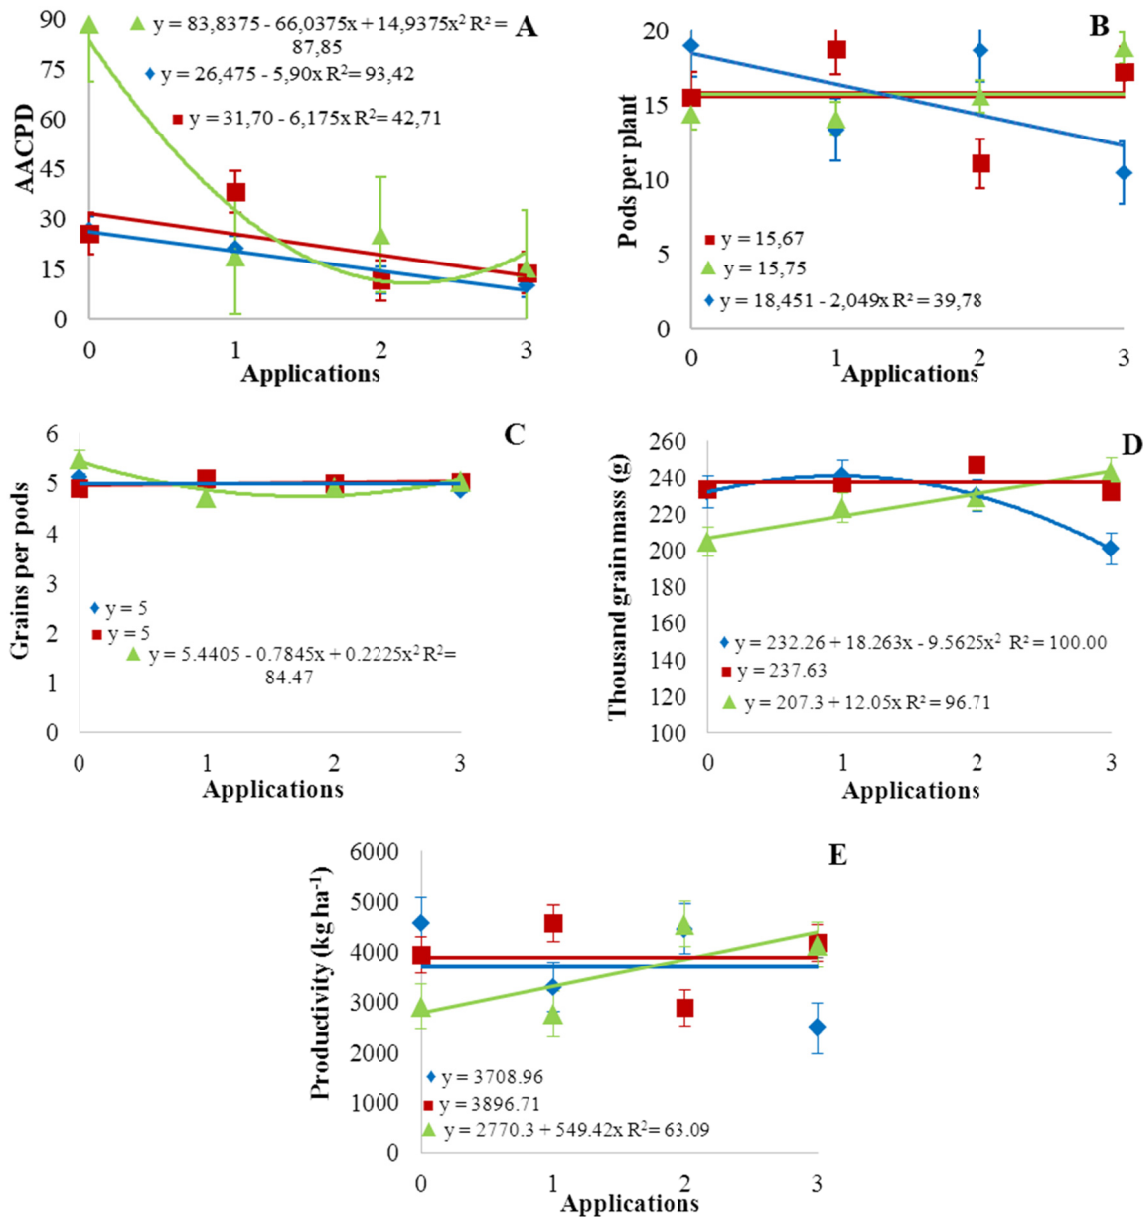 A
y = 83,8375 - 66,0375x + 14,9375x² R² =
87,85
y = 26,475 - 5,90x R² = 93,42
y = 31,70 - 6,175x R² = 42,71
AACPD
90
75
60
45
30
15
0
0 1 2 3
Applications
B
Pods per plant
20
15
10
5
0
y = 15,67
y = 15,75
y = 18,451 - 2,049x R² = 39,78
0 1 2 3
Applications
C
Grains per pods
6
5
4
3
2
1
0
y = 5
y = 5
y = 5.4405 - 0.7845x + 0.2225x² R² =
84.47
0 1 2 3
Applications
D
Thousand grain mass (g)
260
240
220
200
180
160
140
120
100
y = 232.26 + 18.263x - 9.5625x² R² = 100.00
y = 237.63
y = 207.3 + 12.05x R² = 96.71
0 1 2 3
Applications
E
Productivity (kg ha⁻¹)
6000
5000
4000
3000
2000
1000
0
y = 3708.96
y = 3896.71
y = 2770.3 + 549.42x R² = 63.09
0 1 2 3
Applications